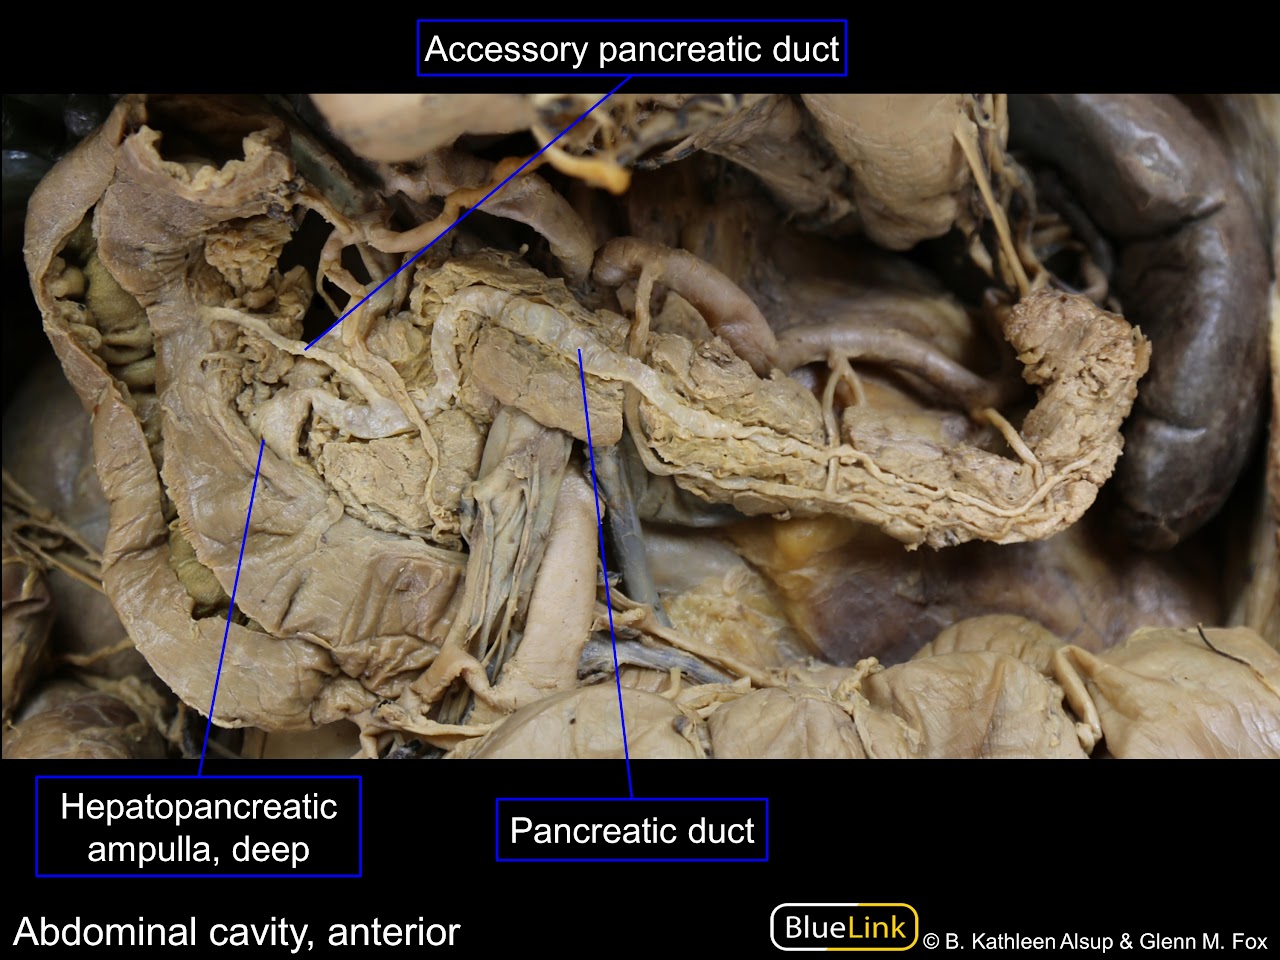 Accessory pancreatic duct
Hepatopancreatic
ampulla, deep
Pancreatic duct
Abdominal cavity, anterior
BlueLink
© B. Kathleen Alsup & Glenn M. Fox